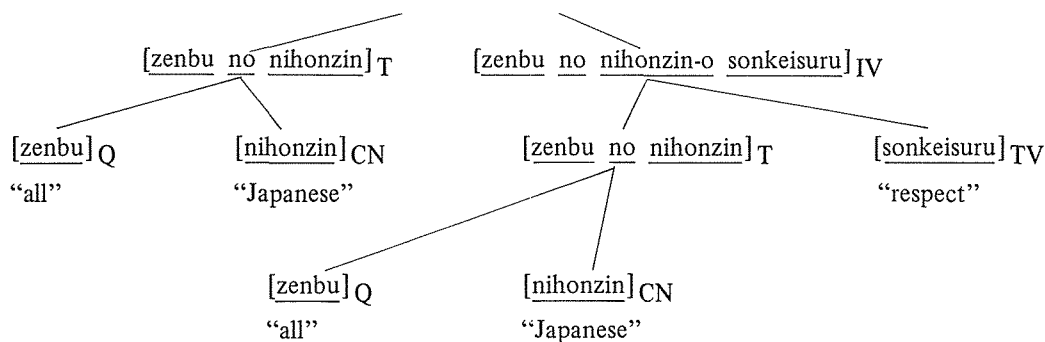 [zenbu no nihonzin]T [zenbu no nihonzin-o sonkeisuru]IV
[zenbu]Q [nihonzin]CN [zenbu no nihonzin]T [sonkeisuru]TV
“all” “Japanese” “respect”
[zenbu]Q [nihonzin]CN
“all” “Japanese”